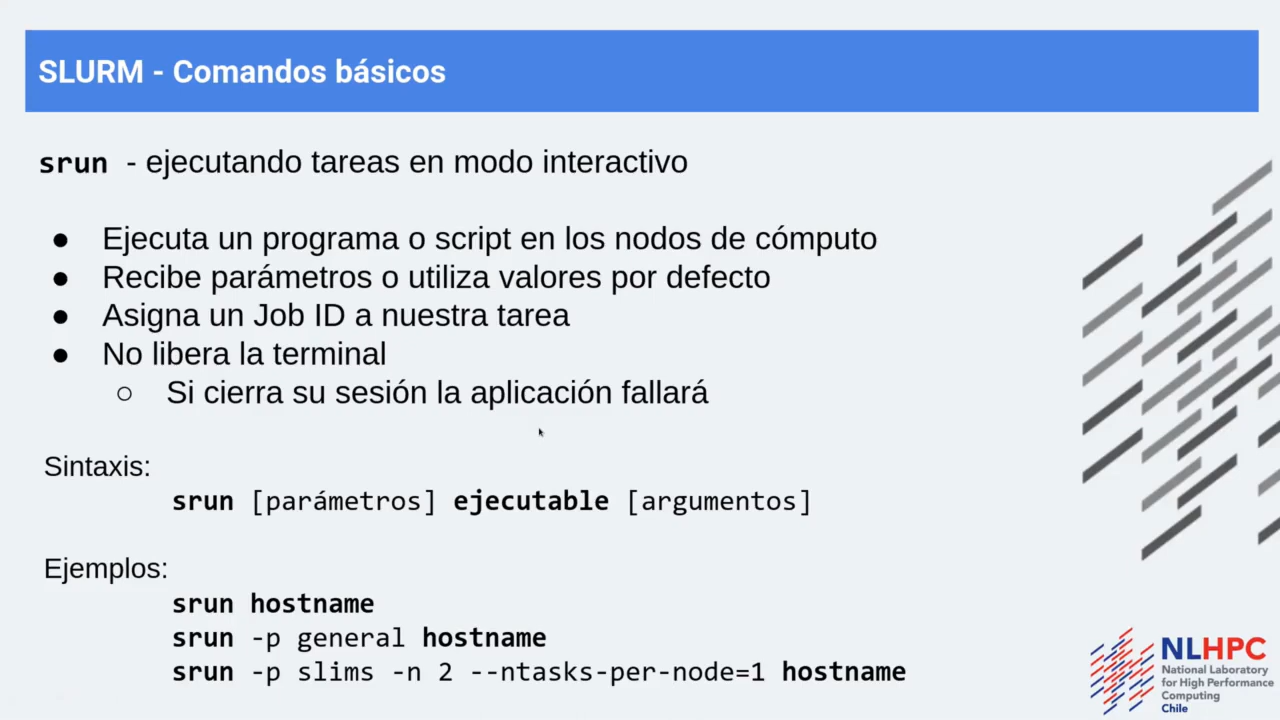 SLURM - Comandos básicos
srun - ejecutando tareas en modo interactivo
● Ejecuta un programa o script en los nodos de cómputo
● Recibe parámetros o utiliza valores por defecto
● Asigna un Job ID a nuestra tarea
● No libera la terminal
○ Si cierra su sesión la aplicación fallará
Sintaxis:
srun [parámetros] ejecutable [argumentos]
Ejemplos:
srun hostname
srun -p general hostname
srun -p slims -n 2 --ntasks-per-node=1 hostname
NLHPC
National Laboratory
for High Performance
Computing
Chile